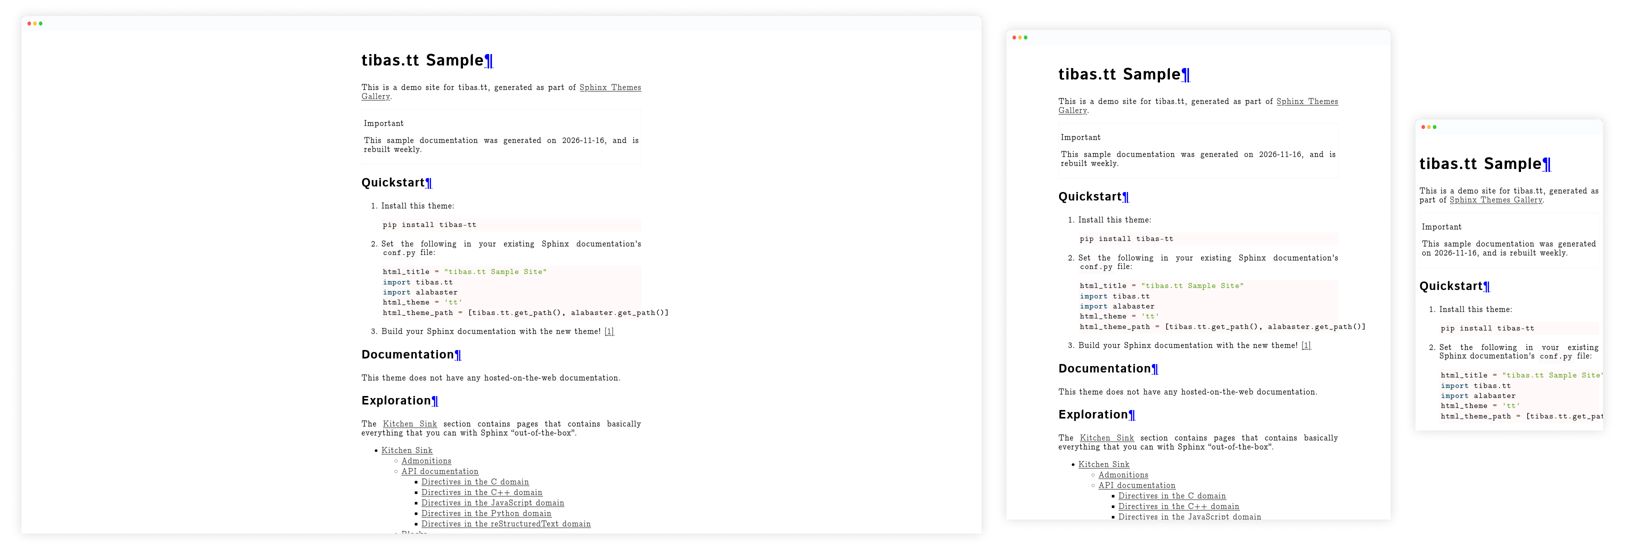 tibas.tt Sample¶
This is a demo site for tibas.tt, generated as part of Sphinx Themes
Gallery.
Important
This sample documentation was generated on 2026-11-16, and is
rebuilt weekly.
Quickstart¶
1. Install this theme:
pip install tibas-tt
2. Set the following in your existing Sphinx documentation's
conf.py file:
html_title = "tibas.tt Sample Site"
import tibas.tt
import alabaster
html_theme = 'tt'
html_theme_path = [tibas.tt.get_path(), alabaster.get_path()]
3. Build your Sphinx documentation with the new theme! [1]
Documentation¶
This theme does not have any hosted-on-the-web documentation.
Exploration¶
The Kitchen Sink section contains pages that contains basically
everything that you can with Sphinx “out-of-the-box”.
• Kitchen Sink
◦ Admonitions
◦ API documentation
▪ Directives in the C domain
▪ Directives in the C++ domain
▪ Directives in the JavaScript domain
▪ Directives in the Python domain
▪ Directives in the reStructuredText domain
tibas.tt Sample¶
This is a demo site for tibas.tt, generated as part of Sphinx Themes
Gallery.
Important
This sample documentation was generated on 2026-11-16, and is
rebuilt weekly.
Quickstart¶
1. Install this theme:
pip install tibas-tt
2. Set the following in your existing Sphinx documentation's
conf.py file:
html_title = "tibas.tt Sample Site"
import tibas.tt
import alabaster
html_theme = 'tt'
html_theme_path = [tibas.tt.get_path(), alabaster.get_path()]
3. Build your Sphinx documentation with the new theme! [1]
Documentation¶
This theme does not have any hosted-on-the-web documentation.
Exploration¶
The Kitchen Sink section contains pages that contains basically
everything that you can with Sphinx “out-of-the-box”.
• Kitchen Sink
◦ Admonitions
◦ API documentation
▪ Directives in the C domain
▪ Directives in the C++ domain
▪ Directives in the JavaScript domain
tibas.tt Sample¶
This is a demo site for tibas.tt, generated as
part of Sphinx Themes Gallery.
Important
This sample documentation was generated
on 2026-11-16, and is rebuilt weekly.
Quickstart¶
1. Install this theme:
pip install tibas-tt
2. Set the following in your existing
Sphinx documentation's conf.py file:
html_title = "tibas.tt Sample Site"
import tibas.tt
import alabaster
html_theme = 'tt'
html_theme_path = [tibas.tt.get_pat